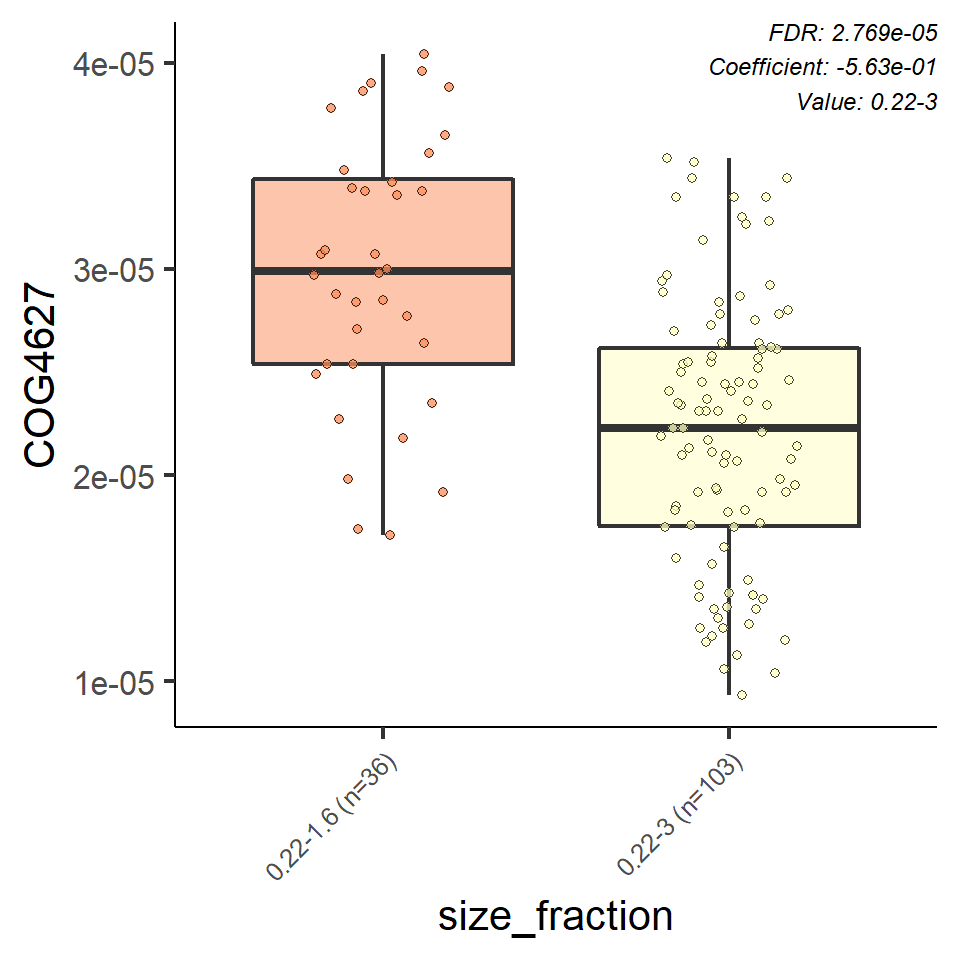 FDR: 2.769e-05
Coefficient: -5.63e-01
Value: 0.22-3
4e-05
3e-05
2e-05
1e-05
COG4627
0.22-1.6 (n=36)
0.22-3 (n=103)
size_fraction